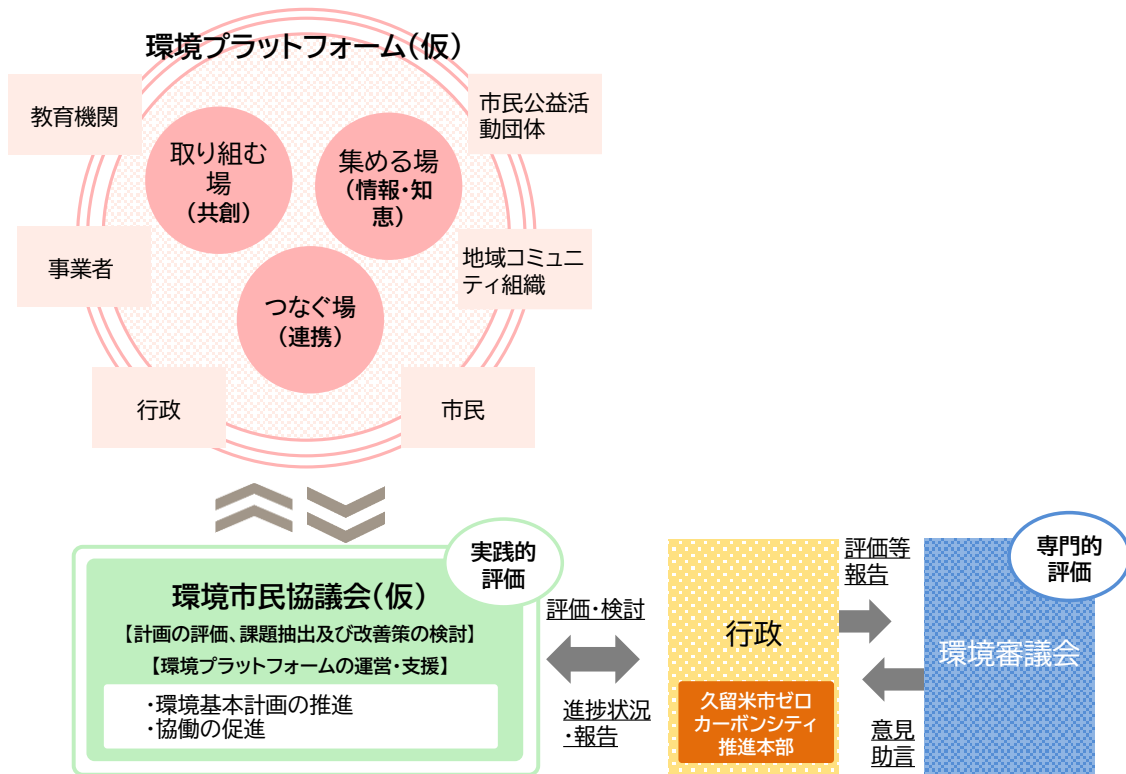 環境プラットフォーム(仮)
教育機関
市民公益活
動団体
取り組む
場
(共創)
集める場
(情報・知
恵)
事業者
地域コミュニ
ティ組織
つなぐ場
(連携)
行政
市民
実践的
評価
環境市民協議会(仮)
【計画の評価、課題抽出及び改善策の検討】
【環境プラットフォームの運営・支援】
・環境基本計画の推進
・協働の促進
評価・検討
進捗状況
・報告
行政
久留米市ゼロ
カーボンシティ
推進本部
評価等
報告
意見
助言
専門的
評価
環境審議会